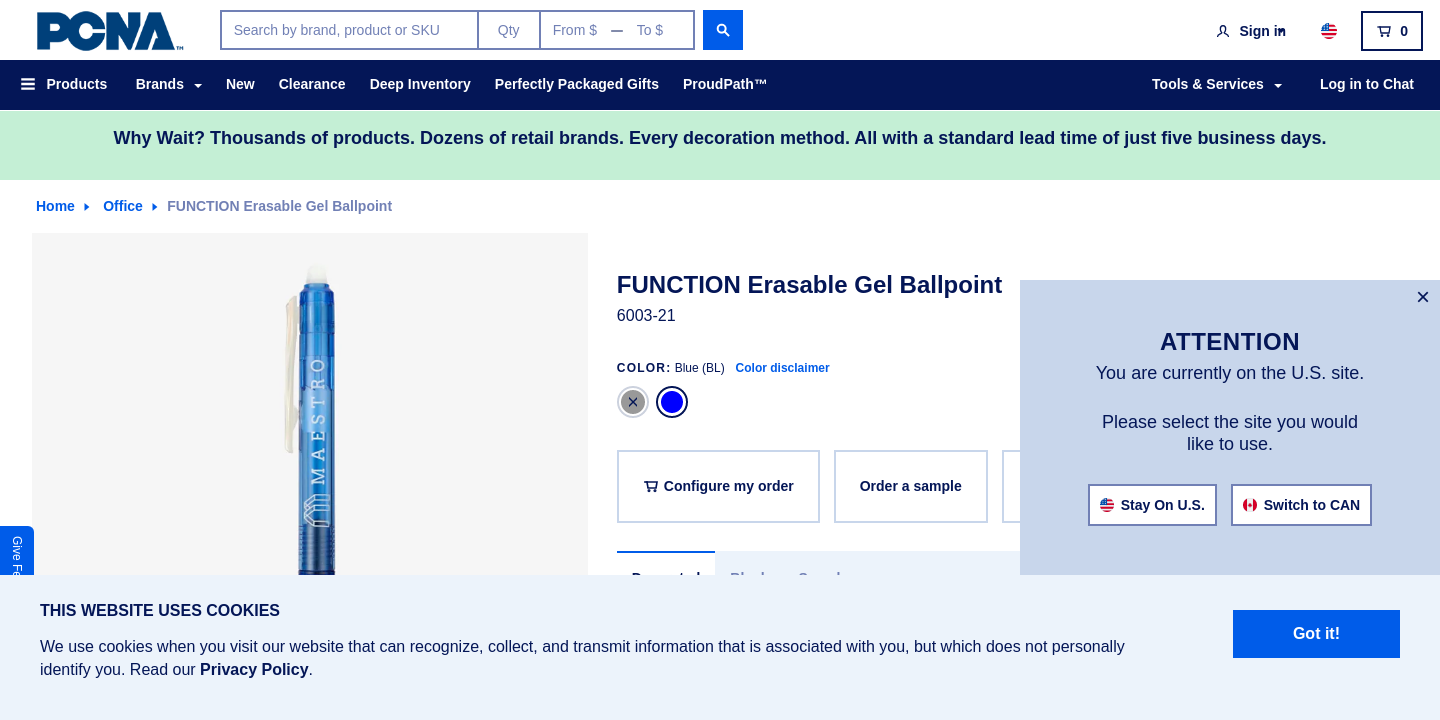 PCNA™
Search by brand, product or SKU
Qty
From $ — To $
Sign in
0
Products
Brands
New
Clearance
Deep Inventory
Perfectly Packaged Gifts
ProudPath™
Tools & Services
Log in to Chat
Why Wait? Thousands of products. Dozens of retail brands. Every decoration method. All with a standard lead time of just five business days.
Home
Office
FUNCTION Erasable Gel Ballpoint
MAESTRO
FUNCTION Erasable Gel Ballpoint
6003-21
COLOR: Blue (BL) Color disclaimer
Configure my order
Order a sample
ATTENTION
You are currently on the U.S. site.
Please select the site you would
like to use.
Stay On U.S.
Switch to CAN
Give Fe
THIS WEBSITE USES COOKIES
We use cookies when you visit our website that can recognize, collect, and transmit information that is associated with you, but which does not personally
identify you. Read our Privacy Policy.
Got it!